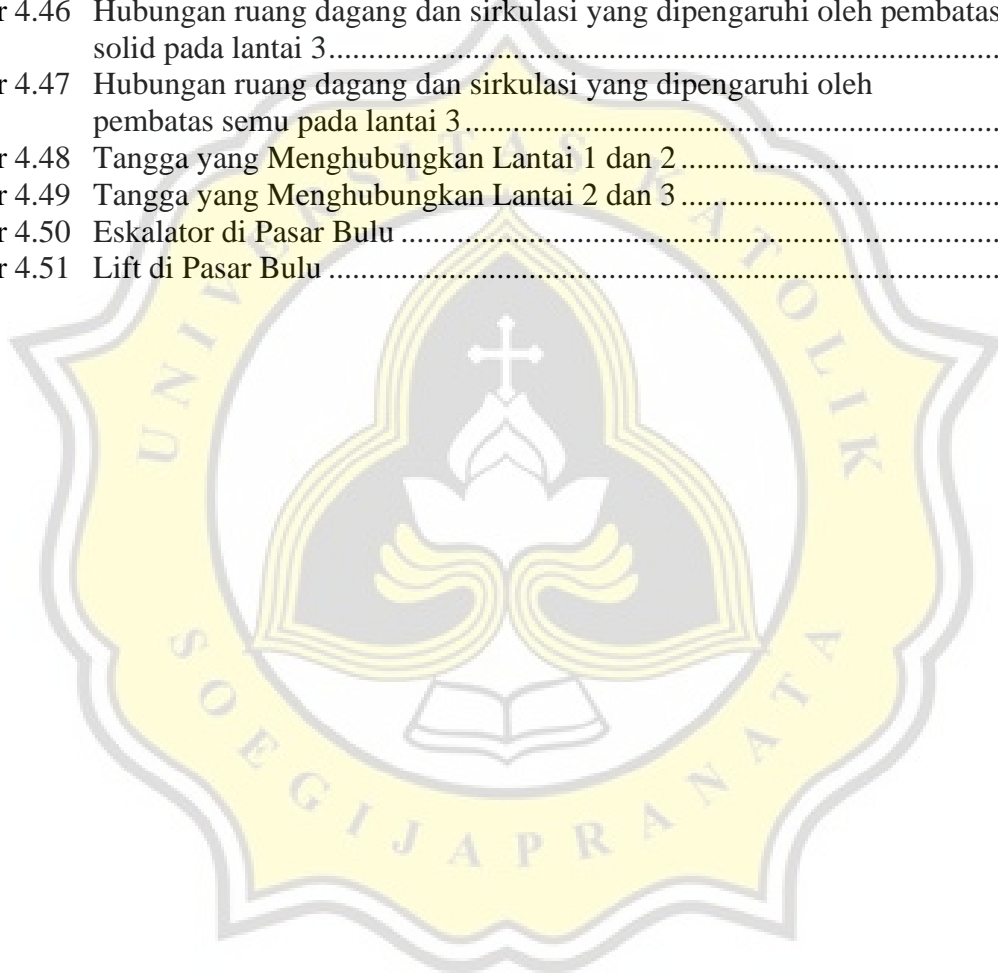 r 4.46 Hubungan ruang dagang dan sirkulasi yang dipengaruhi oleh pembatas
solid pada lantai 3...............................................................................
r 4.47 Hubungan ruang dagang dan sirkulasi yang dipengaruhi oleh
pembatas semu pada lantai 3...............................................................
r 4.48 Tangga yang Menghubungkan Lantai 1 dan 2....................................
r 4.49 Tangga yang Menghubungkan Lantai 2 dan 3....................................
r 4.50 Eskalator di Pasar Bulu.......................................................................
r 4.51 Lift di Pasar Bulu................................................................................
UNIVERSITAS KATOLIK
SOEGIJAPRANATA